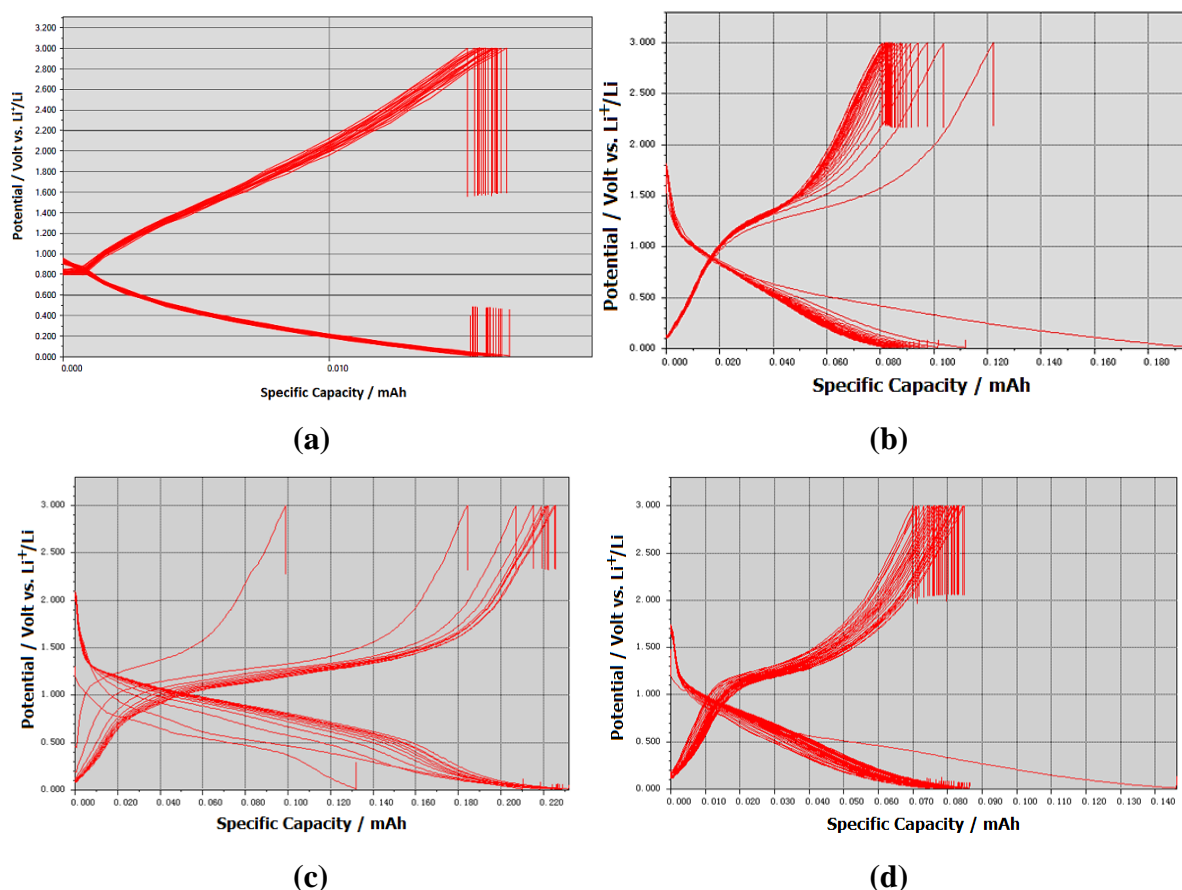 3.200
3.000
2.800
2.600
2.400
2.200
2.000
1.800
1.600
1.400
1.200
1.000
0.800
0.600
0.400
0.200
0.000
Potential / Volt vs. Li+/Li
0.000 0.010
Specific Capacity / mAh
(a)
3.000
2.500
2.000
1.500
1.000
0.500
0.000
Potential / Volt vs. Li+/Li
0.000 0.020 0.040 0.060 0.080 0.100 0.120 0.140 0.160 0.180
Specific Capacity / mAh
(b)
3.000
2.500
2.000
1.500
1.000
0.500
0.000
Potential / Volt vs. Li+/Li
0.000 0.020 0.040 0.060 0.080 0.100 0.120 0.140 0.160 0.180 0.200 0.220
Specific Capacity / mAh
(c)
3.000
2.500
2.000
1.500
1.000
0.500
0.000
Potential / Volt vs. Li+/Li
0.000 0.010 0.020 0.030 0.040 0.050 0.060 0.070 0.080 0.090 0.100 0.110 0.120 0.130 0.140
Specific Capacity / mAh
(d)